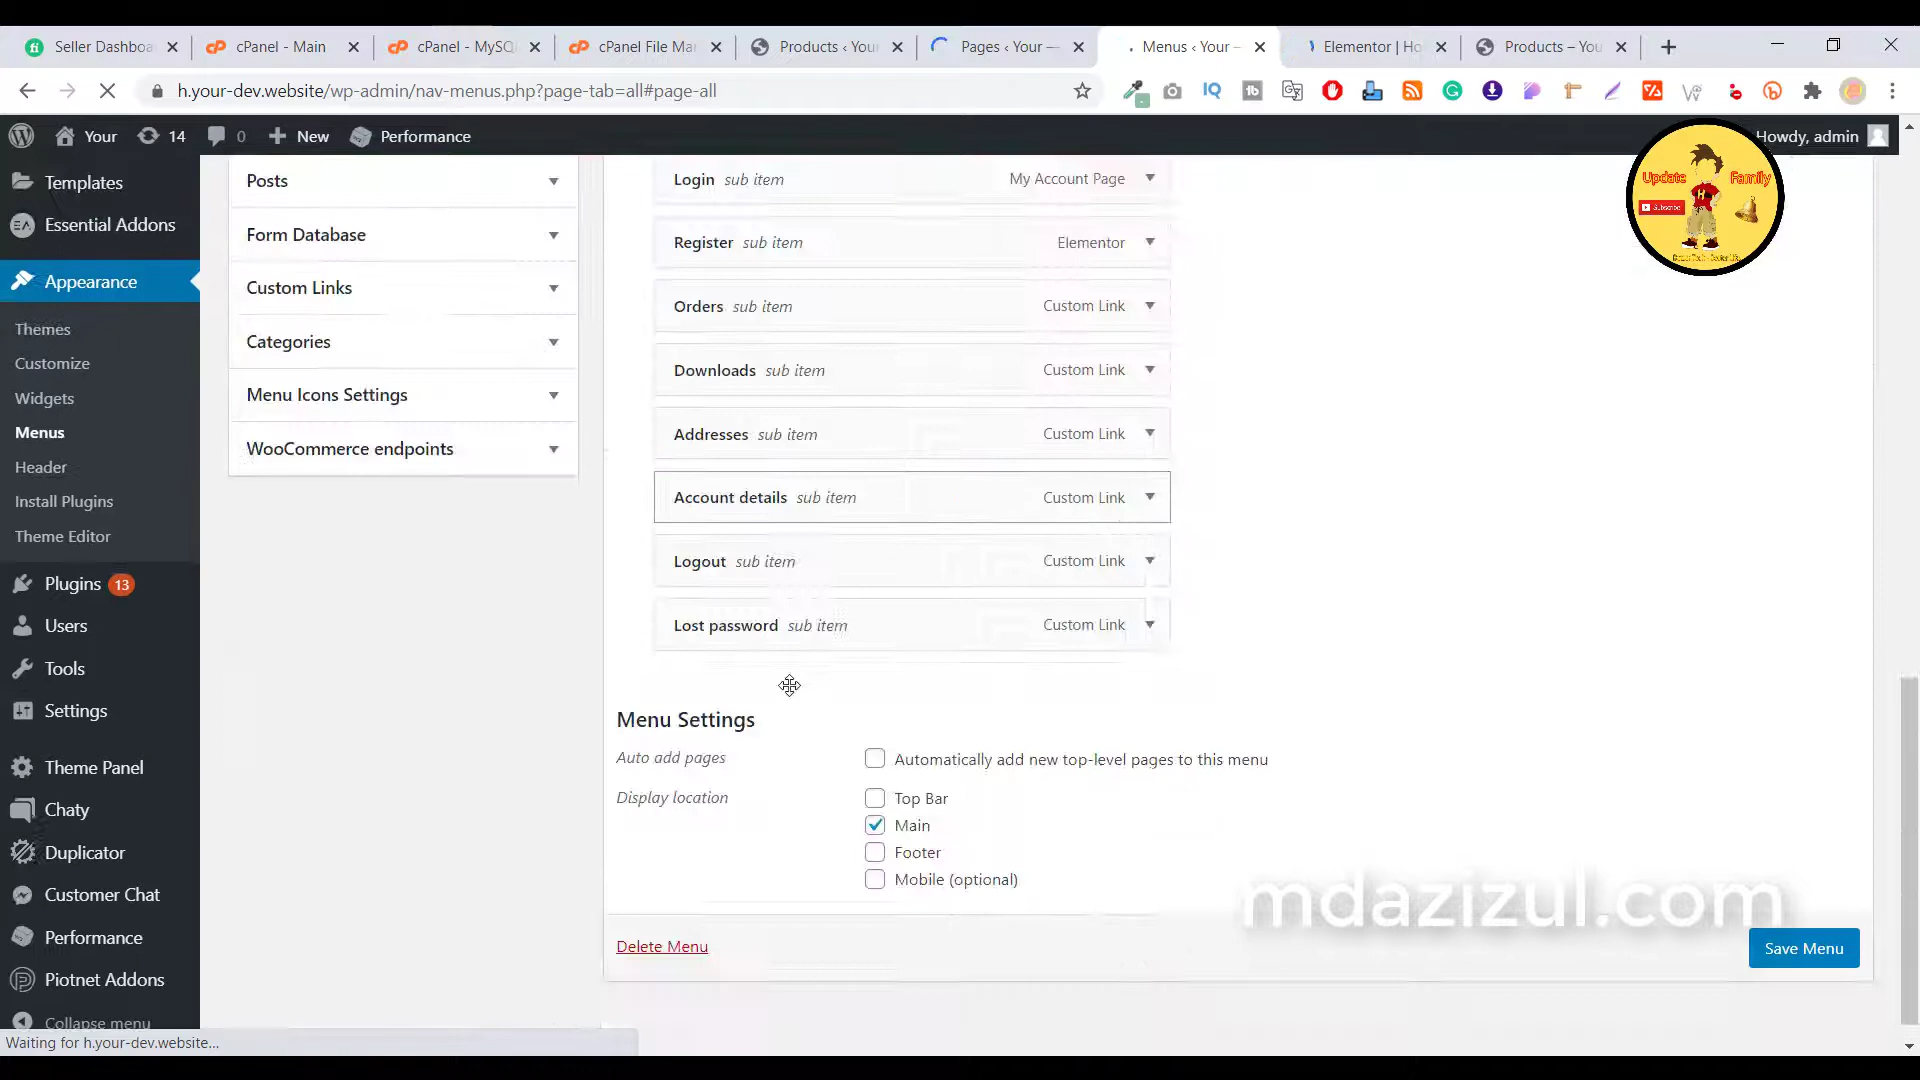 Seller Dashboa
cPanel - Main
cPanel - MySQ
cPanel File Mar
Products ‹ You
Pages ‹ Your —
Menus ‹ Your —
Elementor | Ho
Products – You
h.your-dev.website/wp-admin/nav-menus.php?page-tab=all#page-all
Your
14
0
New
Performance
Howdy, admin
Templates
Essential Addons
Appearance
Themes
Customize
Widgets
Menus
Header
Install Plugins
Theme Editor
Plugins 13
Users
Tools
Settings
Theme Panel
Chaty
Duplicator
Customer Chat
Performance
Piotnet Addons
Collapse menu
Waiting for h.your-dev.website...
Posts
Form Database
Custom Links
Categories
Menu Icons Settings
WooCommerce endpoints
Login sub item My Account Page
Register sub item Elementor
Orders sub item Custom Link
Downloads sub item Custom Link
Addresses sub item Custom Link
Account details sub item Custom Link
Logout sub item Custom Link
Lost password sub item Custom Link
Menu Settings
Auto add pages
Automatically add new top-level pages to this menu
Display location
Top Bar
Main
Footer
Mobile (optional)
Delete Menu
Save Menu
Update Family
Subscribe
mdazizul.com